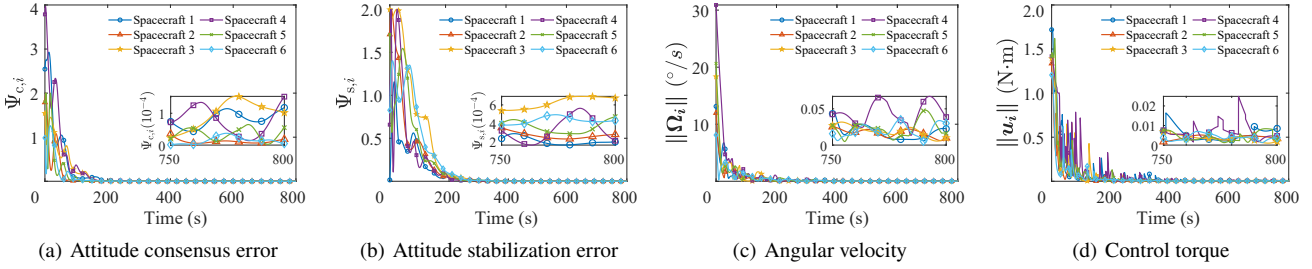 Ψc,i
4
3
2
1
0
0 200 400 600 800
Time (s)
Spacecraft 1
Spacecraft 2
Spacecraft 3
Spacecraft 4
Spacecraft 5
Spacecraft 6
Ψc,i(10⁻⁴)
1
0
750 800
(a) Attitude consensus error
Ψs,i
2.0
1.5
1.0
0.5
0 200 400 600 800
Time (s)
Spacecraft 1
Spacecraft 2
Spacecraft 3
Spacecraft 4
Spacecraft 5
Spacecraft 6
Ψs,i(10⁻⁴)
6
4
2
750 800
(b) Attitude stabilization error
||Ωi|| (°/s)
30
20
10
0 200 400 600 800
Time (s)
Spacecraft 1
Spacecraft 2
Spacecraft 3
Spacecraft 4
Spacecraft 5
Spacecraft 6
0.05
0
750 800
(c) Angular velocity
||ui|| (N·m)
2.0
1.5
1.0
0.5
0 200 400 600 800
Time (s)
Spacecraft 1
Spacecraft 2
Spacecraft 3
Spacecraft 4
Spacecraft 5
Spacecraft 6
0.02
0.01
0
750 800
(d) Control torque